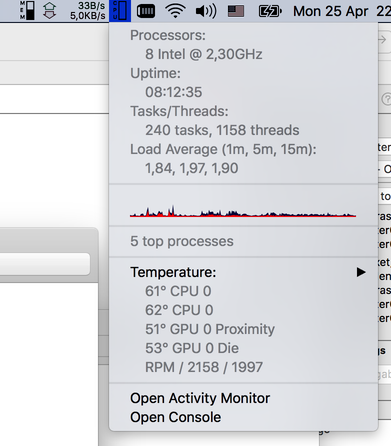 MEM
33B/s
5,0KB/s
Mon 25 Apr 22
Processors:
8 Intel @ 2,30GHz
Uptime:
08:12:35
Tasks/Threads:
240 tasks, 1158 threads
Load Average (1m, 5m, 15m):
1,84, 1,97, 1,90
5 top processes
Temperature:
61° CPU 0
62° CPU 0
51° GPU 0 Proximity
53° GPU 0 Die
RPM / 2158 / 1997
Open Activity Monitor
Open Console